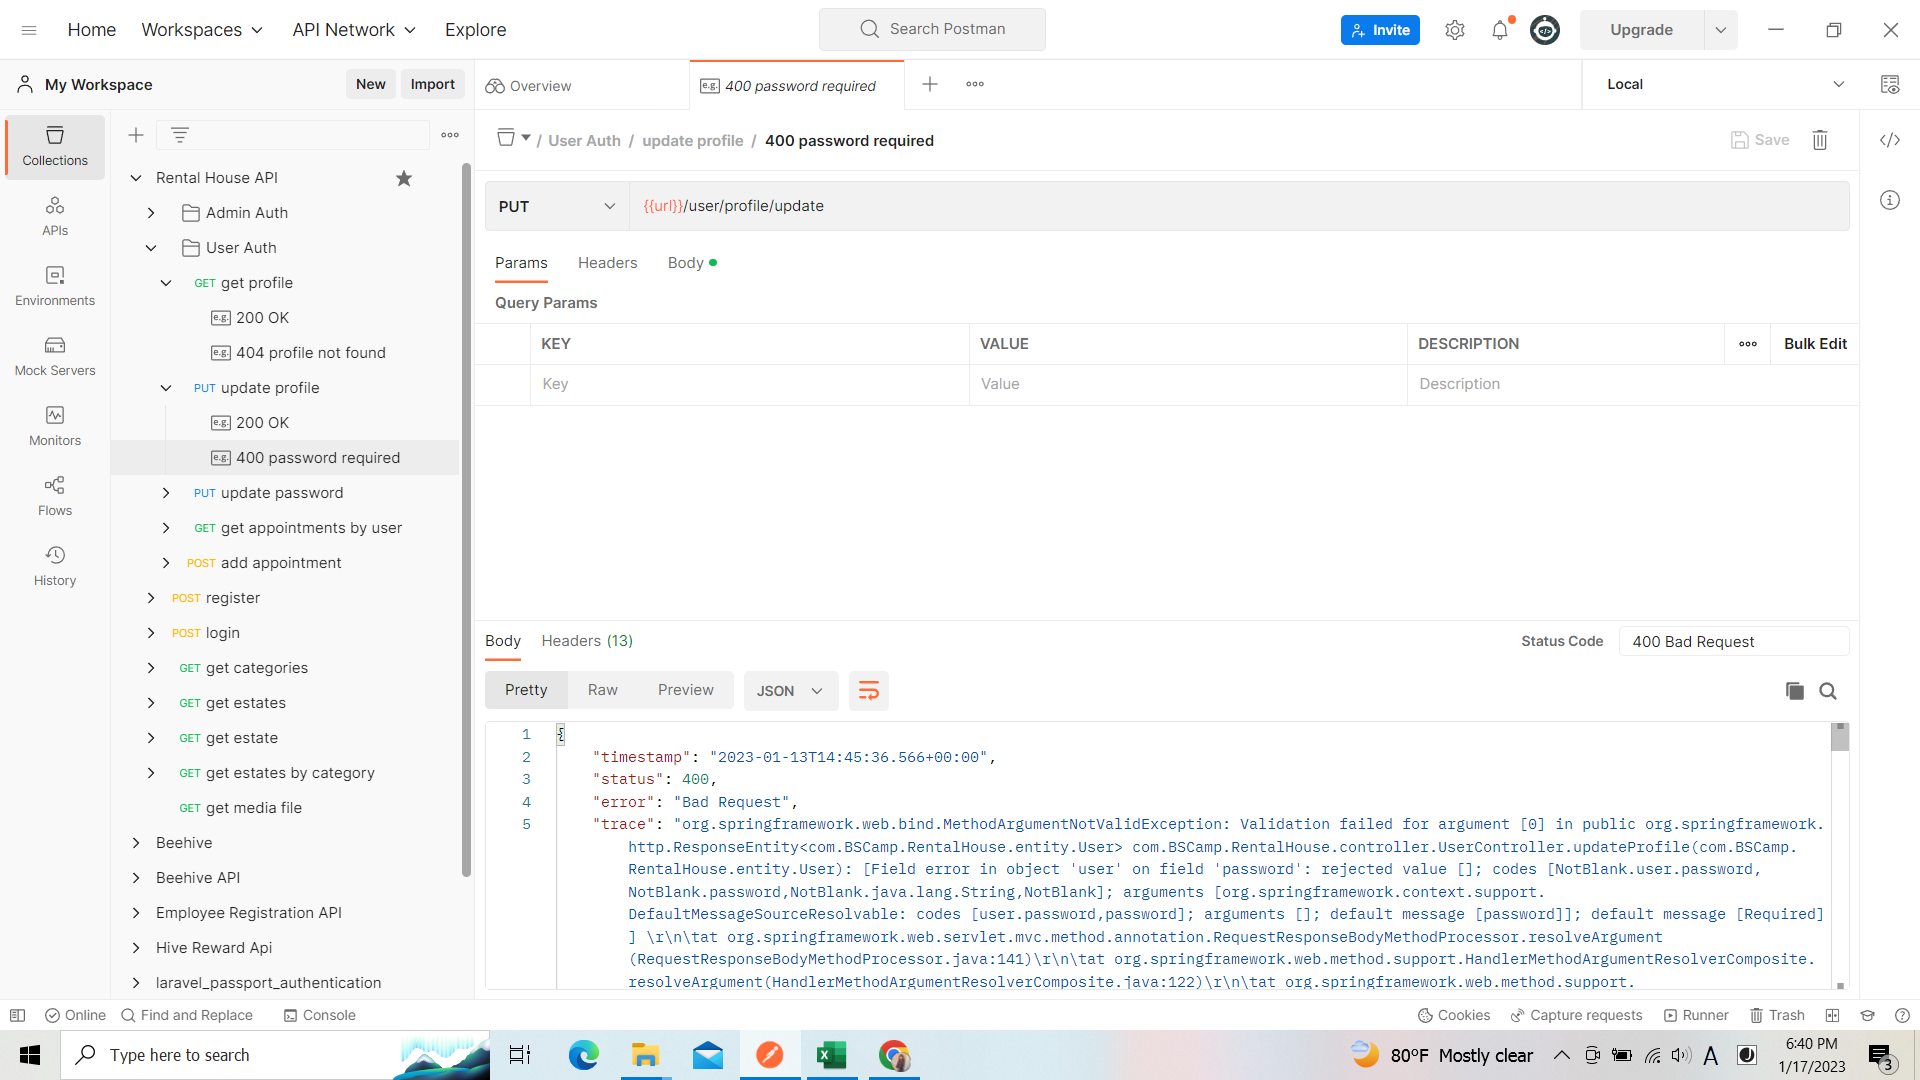 Home
Workspaces
API Network
Explore
Search Postman
Invite
Upgrade
My Workspace
New
Import
Overview
e.g. 400 password required
Local
Collections
APIs
Environments
Mock Servers
Monitors
Flows
History
Rental House API
Admin Auth
User Auth
GET get profile
e.g. 200 OK
e.g. 404 profile not found
PUT update profile
e.g. 200 OK
e.g. 400 password required
PUT update password
GET get appointments by user
POST add appointment
POST register
POST login
GET get categories
GET get estates
GET get estate
GET get estates by category
GET get media file
Beehive
Beehive API
Employee Registration API
Hive Reward Api
laravel_passport_authentication
/ User Auth / update profile / 400 password required
Save
PUT
{{url}}/user/profile/update
Params
Headers
Body
Query Params
KEY
VALUE
DESCRIPTION
Bulk Edit
Key
Value
Description
Body
Headers (13)
Status Code
400 Bad Request
Pretty
Raw
Preview
JSON
1 {
2 "timestamp": "2023-01-13T14:45:36.566+00:00",
3 "status": 400,
4 "error": "Bad Request",
5 "trace": "org.springframework.web.bind.MethodArgumentNotValidException: Validation failed for argument [0] in public org.springframework.
http.ResponseEntity<com.BSCamp.RentalHouse.entity.User> com.BSCamp.RentalHouse.controller.UserController.updateProfile(com.BSCamp.
RentalHouse.entity.User): [Field error in object 'user' on field 'password': rejected value []; codes [NotBlank.user.password,
NotBlank.password,NotBlank.java.lang.String,NotBlank]; arguments [org.springframework.context.support.
DefaultMessageSourceResolvable: codes [user.password,password]; arguments []; default message [password]]; default message [Required]
] \r\n\tat org.springframework.web.servlet.mvc.method.annotation.RequestResponseBodyMethodProcessor.resolveArgument
(RequestResponseBodyMethodProcessor.java:141)\r\n\tat org.springframework.web.method.support.HandlerMethodArgumentResolverComposite.
resolveArgument(HandlerMethodArgumentResolverComposite.java:122)\r\n\tat org.springframework.web.method.support.
Online
Find and Replace
Console
Cookies
Capture requests
Runner
Trash
Type here to search
80°F Mostly clear
A
6:40 PM
1/17/2023
3